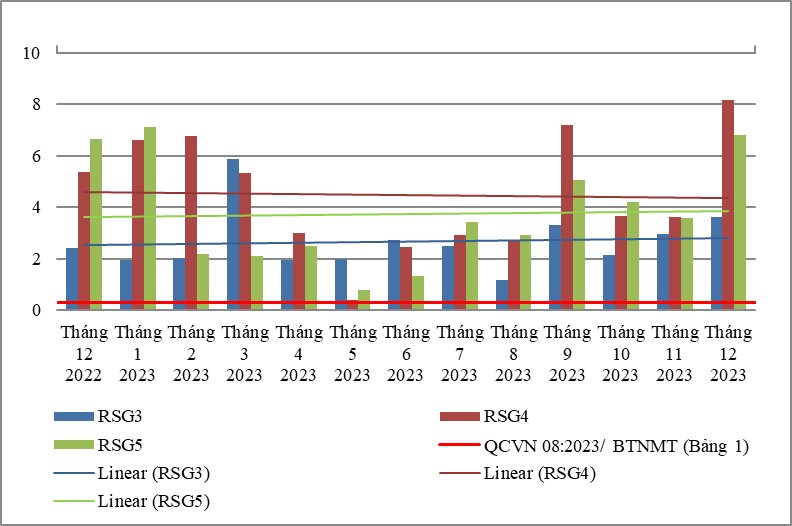 10
8
6
4
2
0
Tháng Tháng Tháng Tháng Tháng Tháng Tháng Tháng Tháng Tháng Tháng Tháng Tháng
12 1 2 3 4 5 6 7 8 9 10 11 12
2022 2023 2023 2023 2023 2023 2023 2023 2023 2023 2023 2023 2023
RSG3 RSG4
RSG5 QCVN 08:2023/ BTNMT (Bảng 1)
Linear (RSG3) Linear (RSG4)
Linear (RSG5)